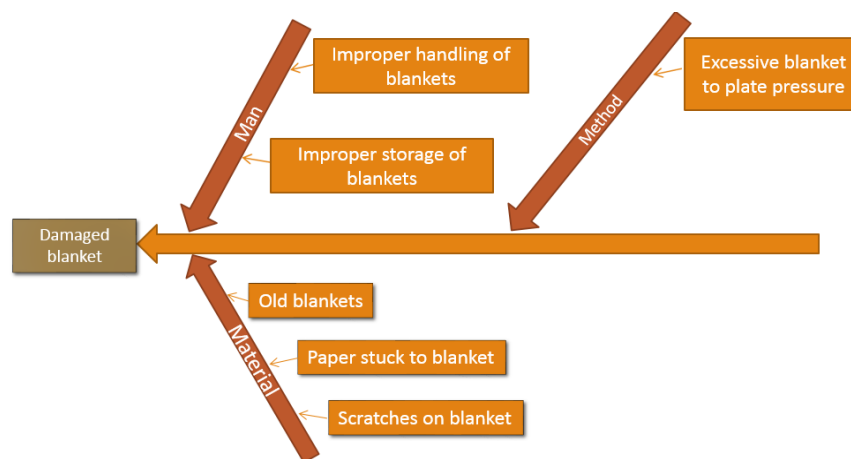 Improper handling of
blankets
Excessive blanket
to plate pressure
Man
Method
Improper storage of
blankets
Damaged
blanket
Old blankets
Material
Paper stuck to blanket
Scratches on blanket